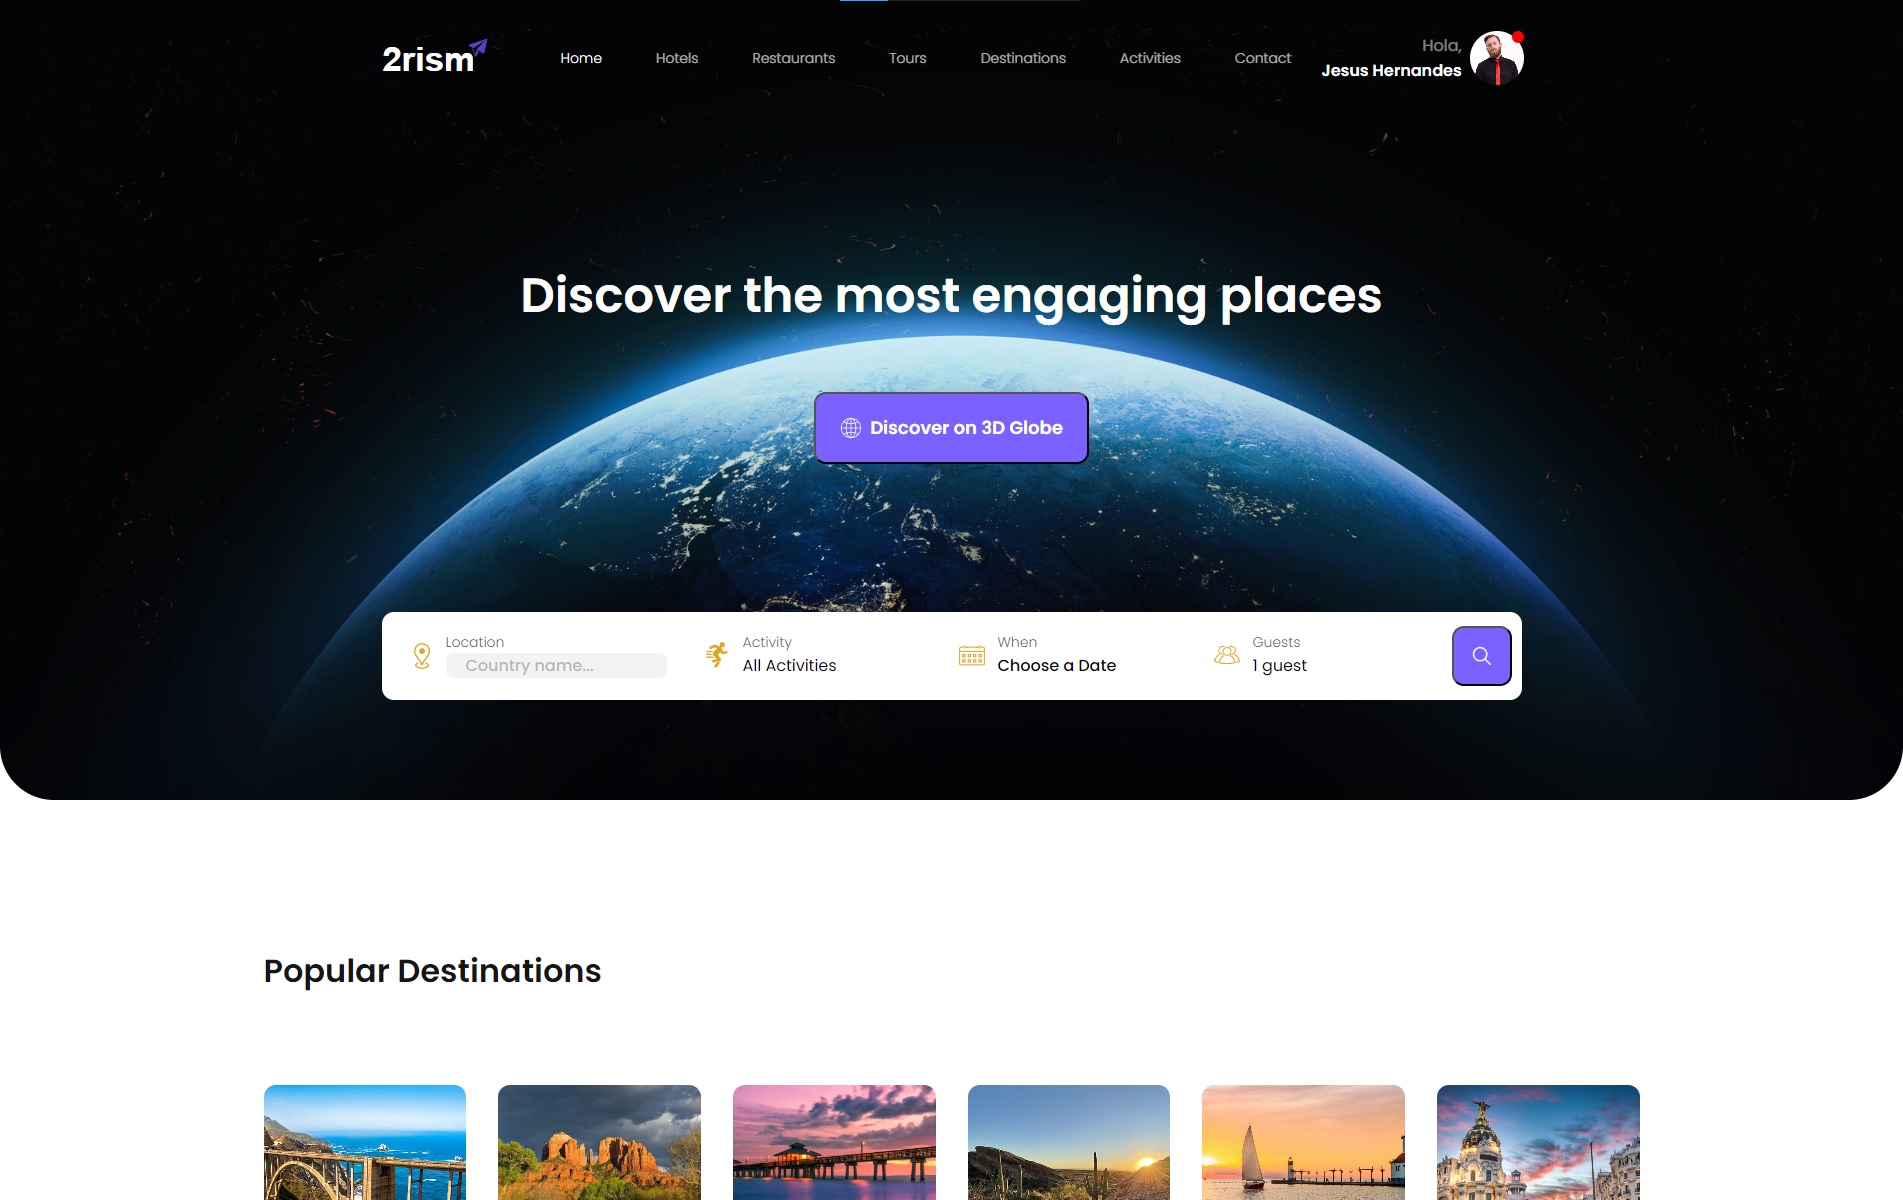 2rism
Home
Hotels
Restaurants
Tours
Destinations
Activities
Contact
Hola,
Jesus Hernandes
Discover the most engaging places
Discover on 3D Globe
Location
Country name...
Activity
All Activities
When
Choose a Date
Guests
1 guest
Popular Destinations